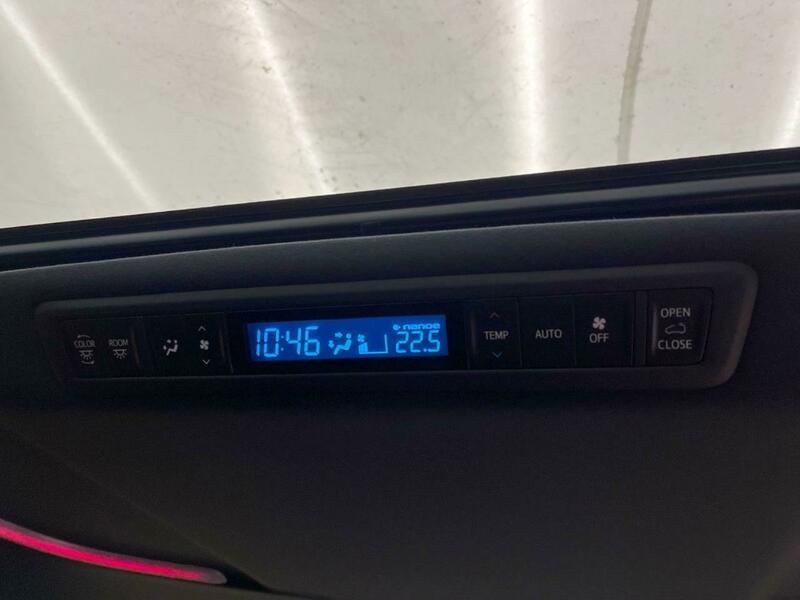 COLOR
ROOM
10:46
nanoe
22.5
TEMP
AUTO
OFF
OPEN
CLOSE